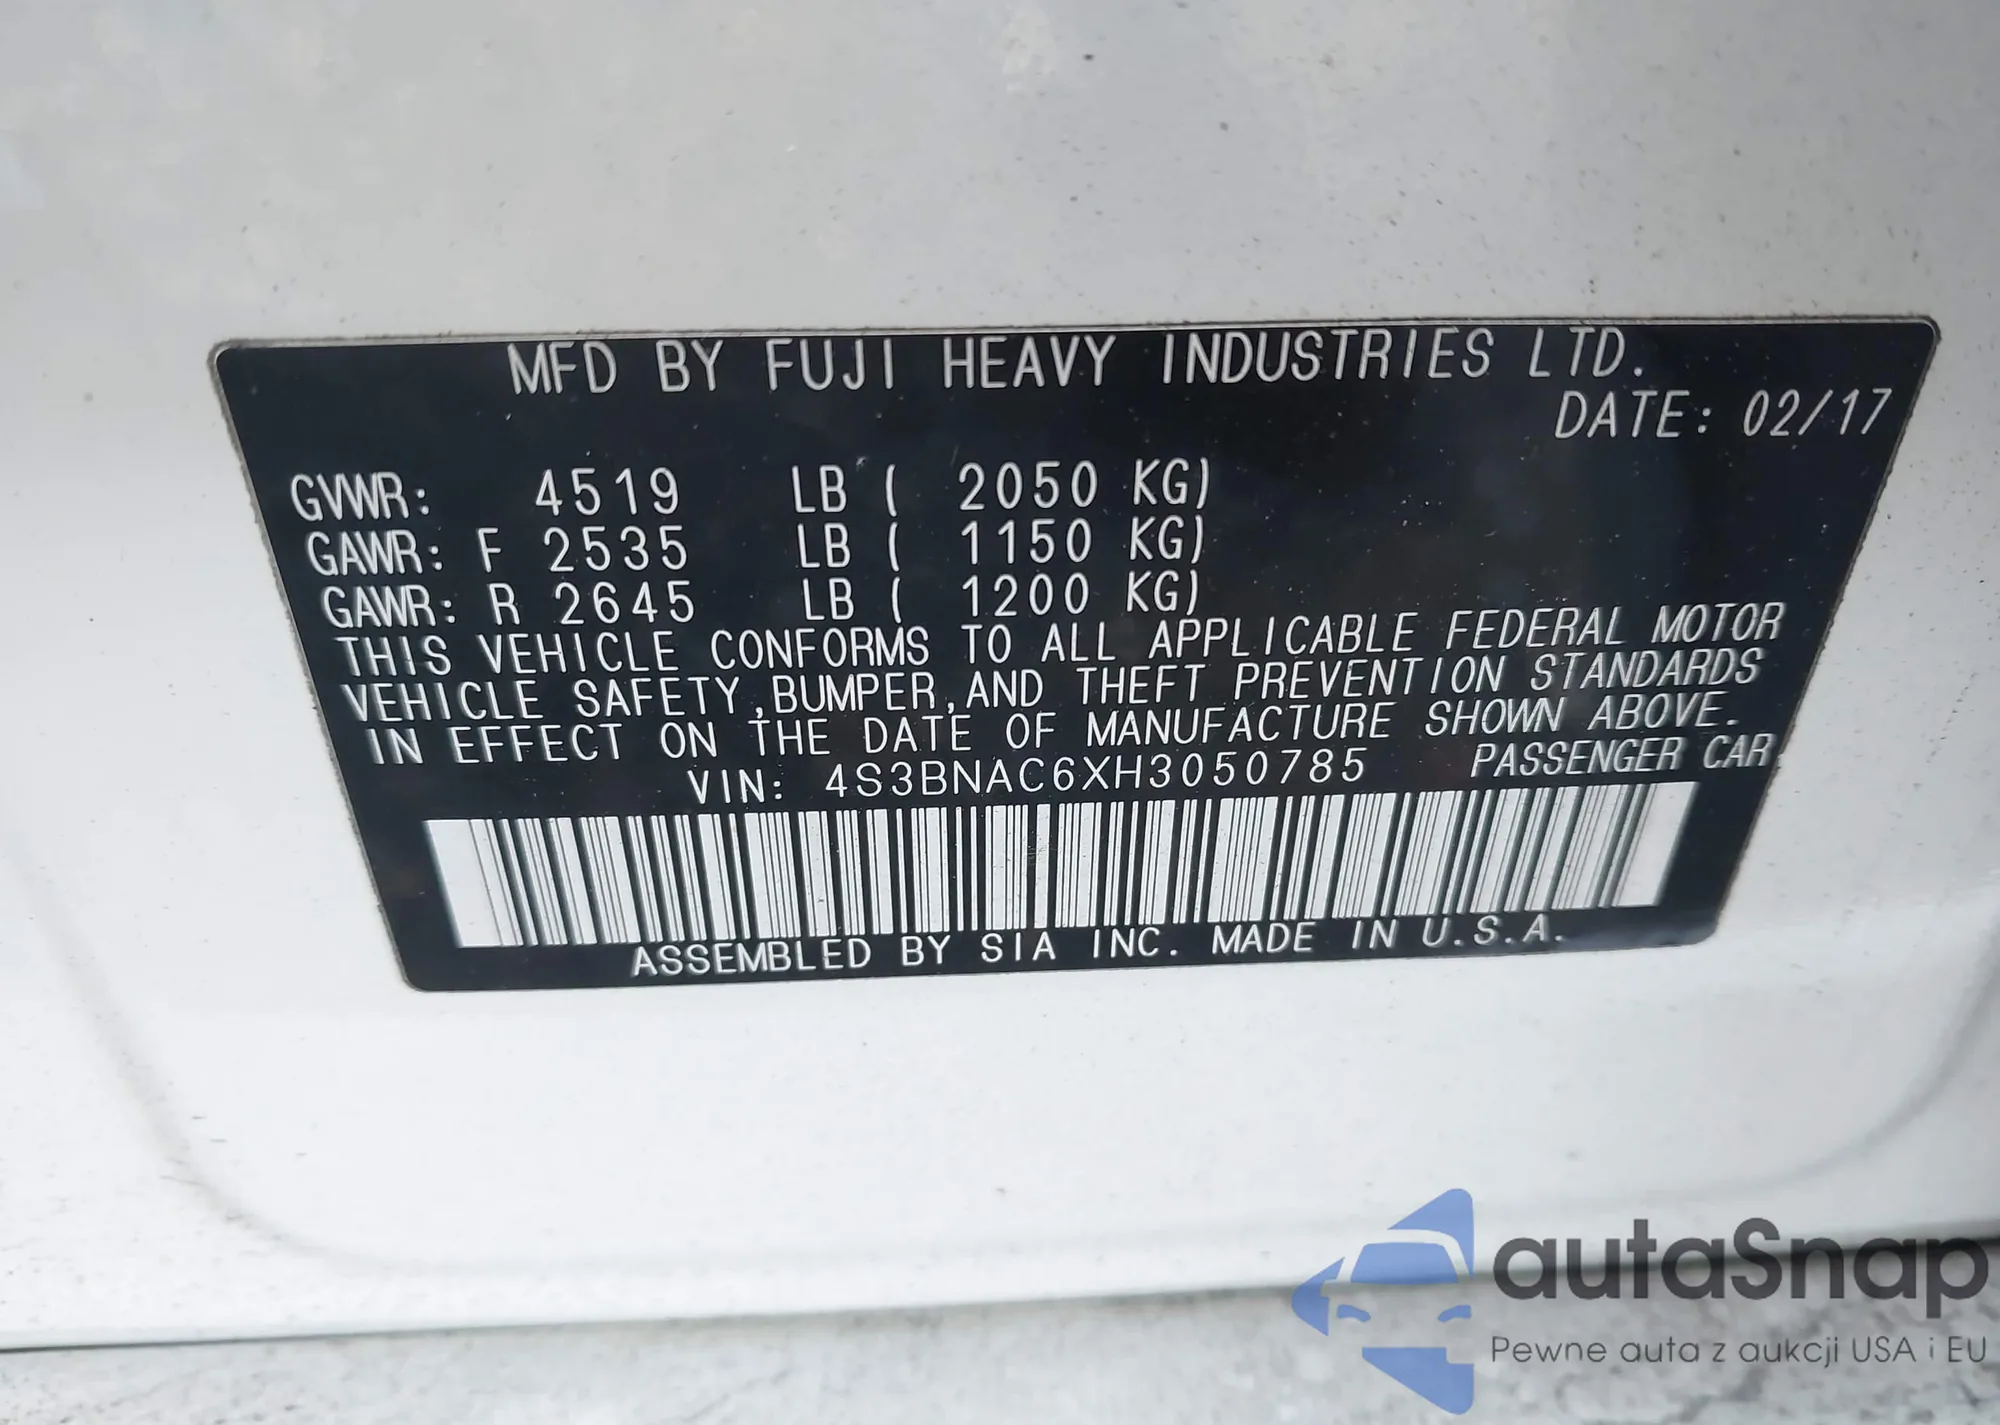 MFD BY FUJI HEAVY INDUSTRIES LTD.
DATE: 02/17
GVWR: 4519 LB ( 2050 KG)
GAWR: F 2535 LB ( 1150 KG)
GAWR: R 2645 LB ( 1200 KG)
THIS VEHICLE CONFORMS TO ALL APPLICABLE FEDERAL MOTOR
VEHICLE SAFETY,BUMPER,AND THEFT PREVENTION STANDARDS
IN EFFECT ON THE DATE OF MANUFACTURE SHOWN ABOVE.
VIN: 4S3BNAC6XH3050785 PASSENGER CAR
ASSEMBLED BY SIA INC. MADE IN U.S.A.
autaSnap
Pewne auta z aukcji USA i EU